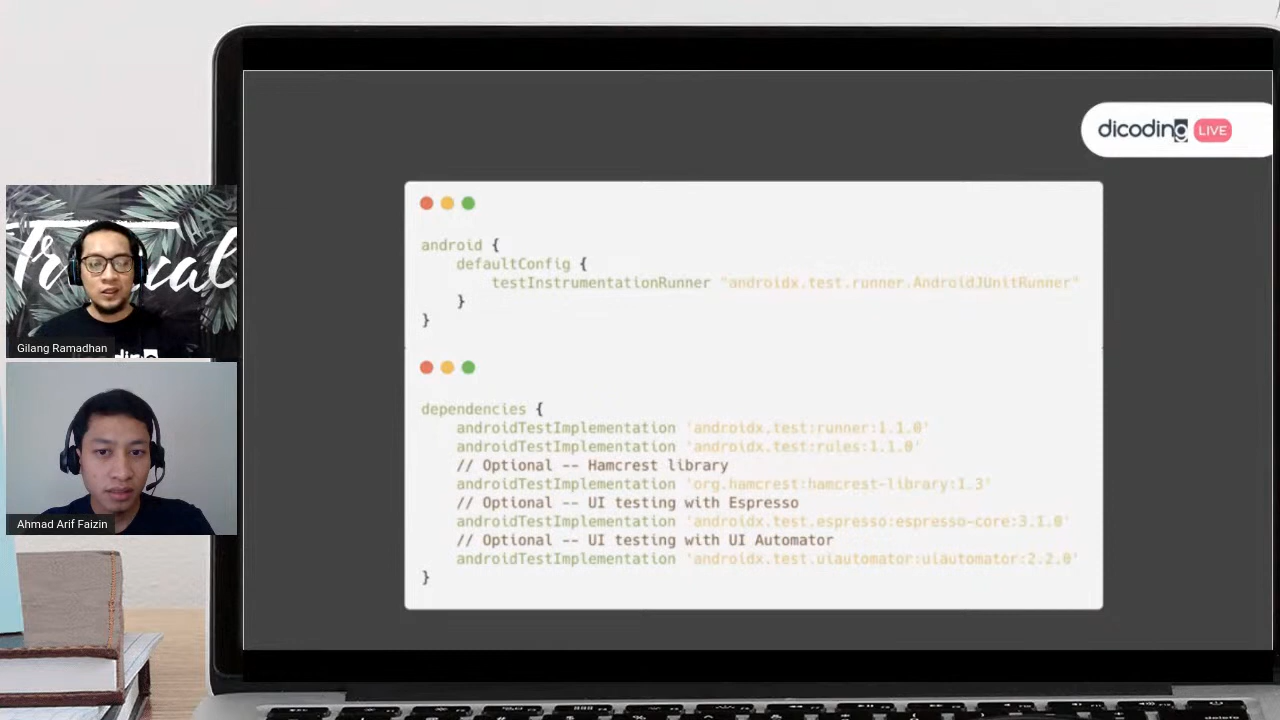 dicoding LIVE
android {
defaultConfig {
testInstrumentationRunner "androidx.test.runner.AndroidJUnitRunner"
}
}
dependencies {
androidTestImplementation 'androidx.test:runner:1.1.0'
androidTestImplementation 'androidx.test:rules:1.1.0'
// Optional -- Hamcrest library
androidTestImplementation 'org.hamcrest:hamcrest-library:1.3'
// Optional -- UI testing with Espresso
androidTestImplementation 'androidx.test.espresso:espresso-core:3.1.0'
// Optional -- UI testing with UI Automator
androidTestImplementation 'androidx.test.uiautomator:uiautomator:2.2.0'
}
Gilang Ramadhan
Ahmad Arif Faizin
delete